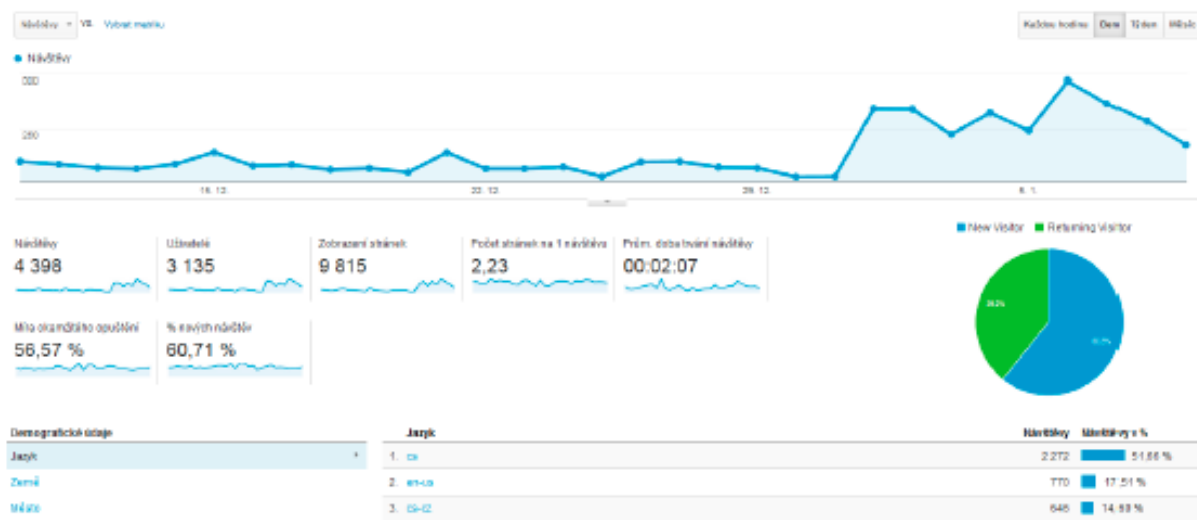 Návštěvy VS. Vybrat metriku
Každou hodinu Den Týden Měsíc
Návštěvy
500
250
15. 12. 22. 12. 29. 12. 5. 1.
New Visitor Returning Visitor
Návštěvy Uživatelé Zobrazení stránek Počet stránek na 1 návštěvu Prům. doba trvání návštěvy
4 398 3 135 9 815 2,23 00:02:07
Míra okamžitého opuštění % nových návštěv
56,57 % 60,71 %
Demografické údaje Jazyk Návštěvy Návštěvy v %
Jazyk 1. cs 2 272 51,66 %
Země 2. en-us 770 17,51 %
Město 3. cs-cz 646